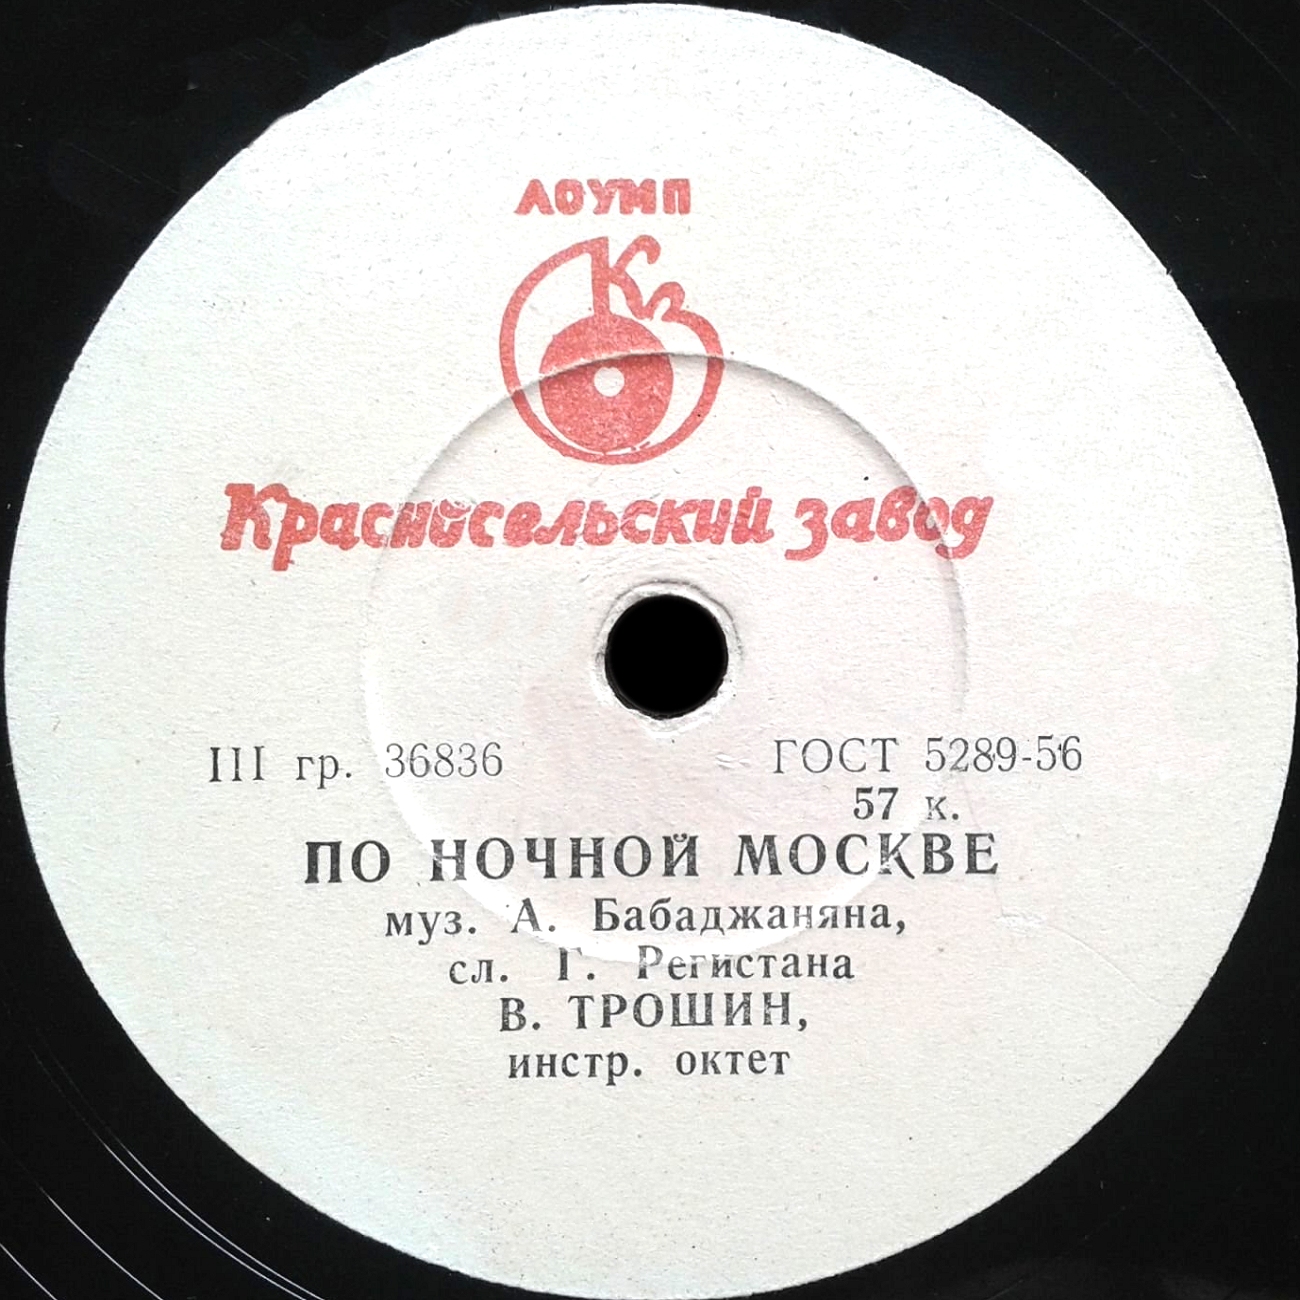 ЛОУМП
Кз
Красносельский завод
III гр. 36836
ГОСТ 5289-56
57 к.
ПО НОЧНОЙ МОСКВЕ
муз. А. Бабаджаняна,
сл. Г. Регистана
В. ТРОШИН,
инстр. октет